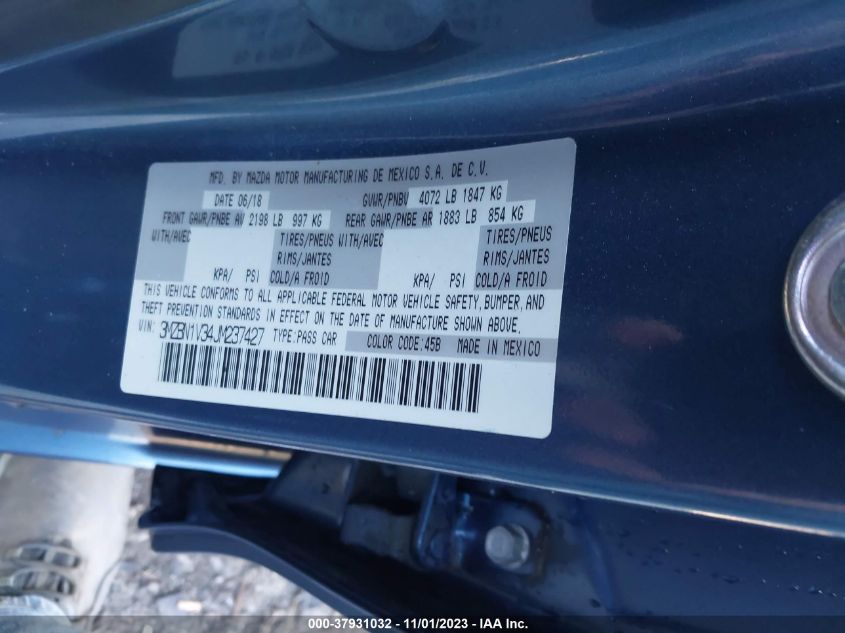 MFD. BY MAZDA MOTOR MANUFACTURING DE MEXICO S.A. DE C.V.
DATE 06/18 GVWR/PNBV 4072 LB 1847 KG
FRONT GAWR/PNBE AV 2198 LB 997 KG REAR GAWR/PNBE AR 1883 LB 854 KG
WITH/AVEC TIRES/PNEUS WITH/AVEC TIRES/PNEUS
RIMS/JANTES RIMS/JANTES
KPA/ PSI COLD/A FROID KPA/ PSI COLD/A FROID
THIS VEHICLE CONFORMS TO ALL APPLICABLE FEDERAL MOTOR VEHICLE SAFETY, BUMPER, AND
THEFT PREVENTION STANDARDS IN EFFECT ON THE DATE OF MANUFACTURE SHOWN ABOVE.
VIN: 3MZBN1V34JM237427 TYPE:PASS CAR COLOR CODE:45B MADE IN MEXICO
000-37931032 - 11/01/2023 - IAA Inc.